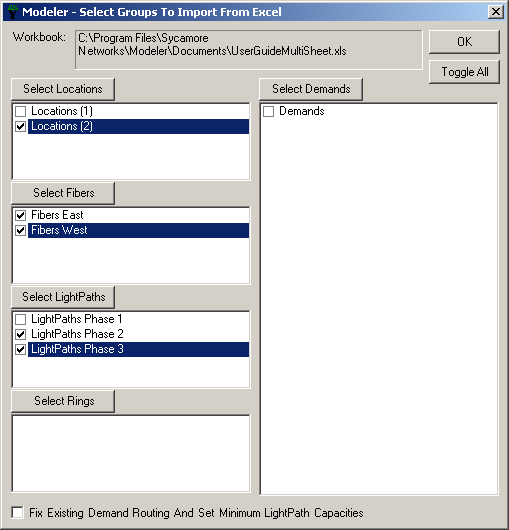 Modeler - Select Groups To Import From Excel
Workbook:
C:\Program Files\Sycamore
Networks\Modeler\Documents\UserGuideMultiSheet.xls
OK
Toggle All
Select Locations
Locations (1)
Locations (2)
Select Fibers
Fibers East
Fibers West
Select LightPaths
LightPaths Phase 1
LightPaths Phase 2
LightPaths Phase 3
Select Rings
Select Demands
Demands
Fix Existing Demand Routing And Set Minimum LightPath Capacities